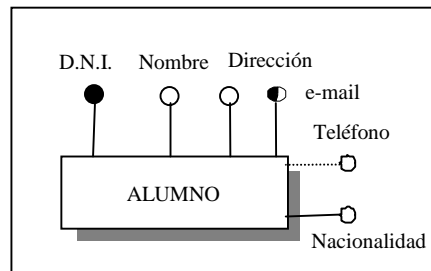 D.N.I. Nombre Dirección
e-mail
Teléfono
ALUMNO
Nacionalidad